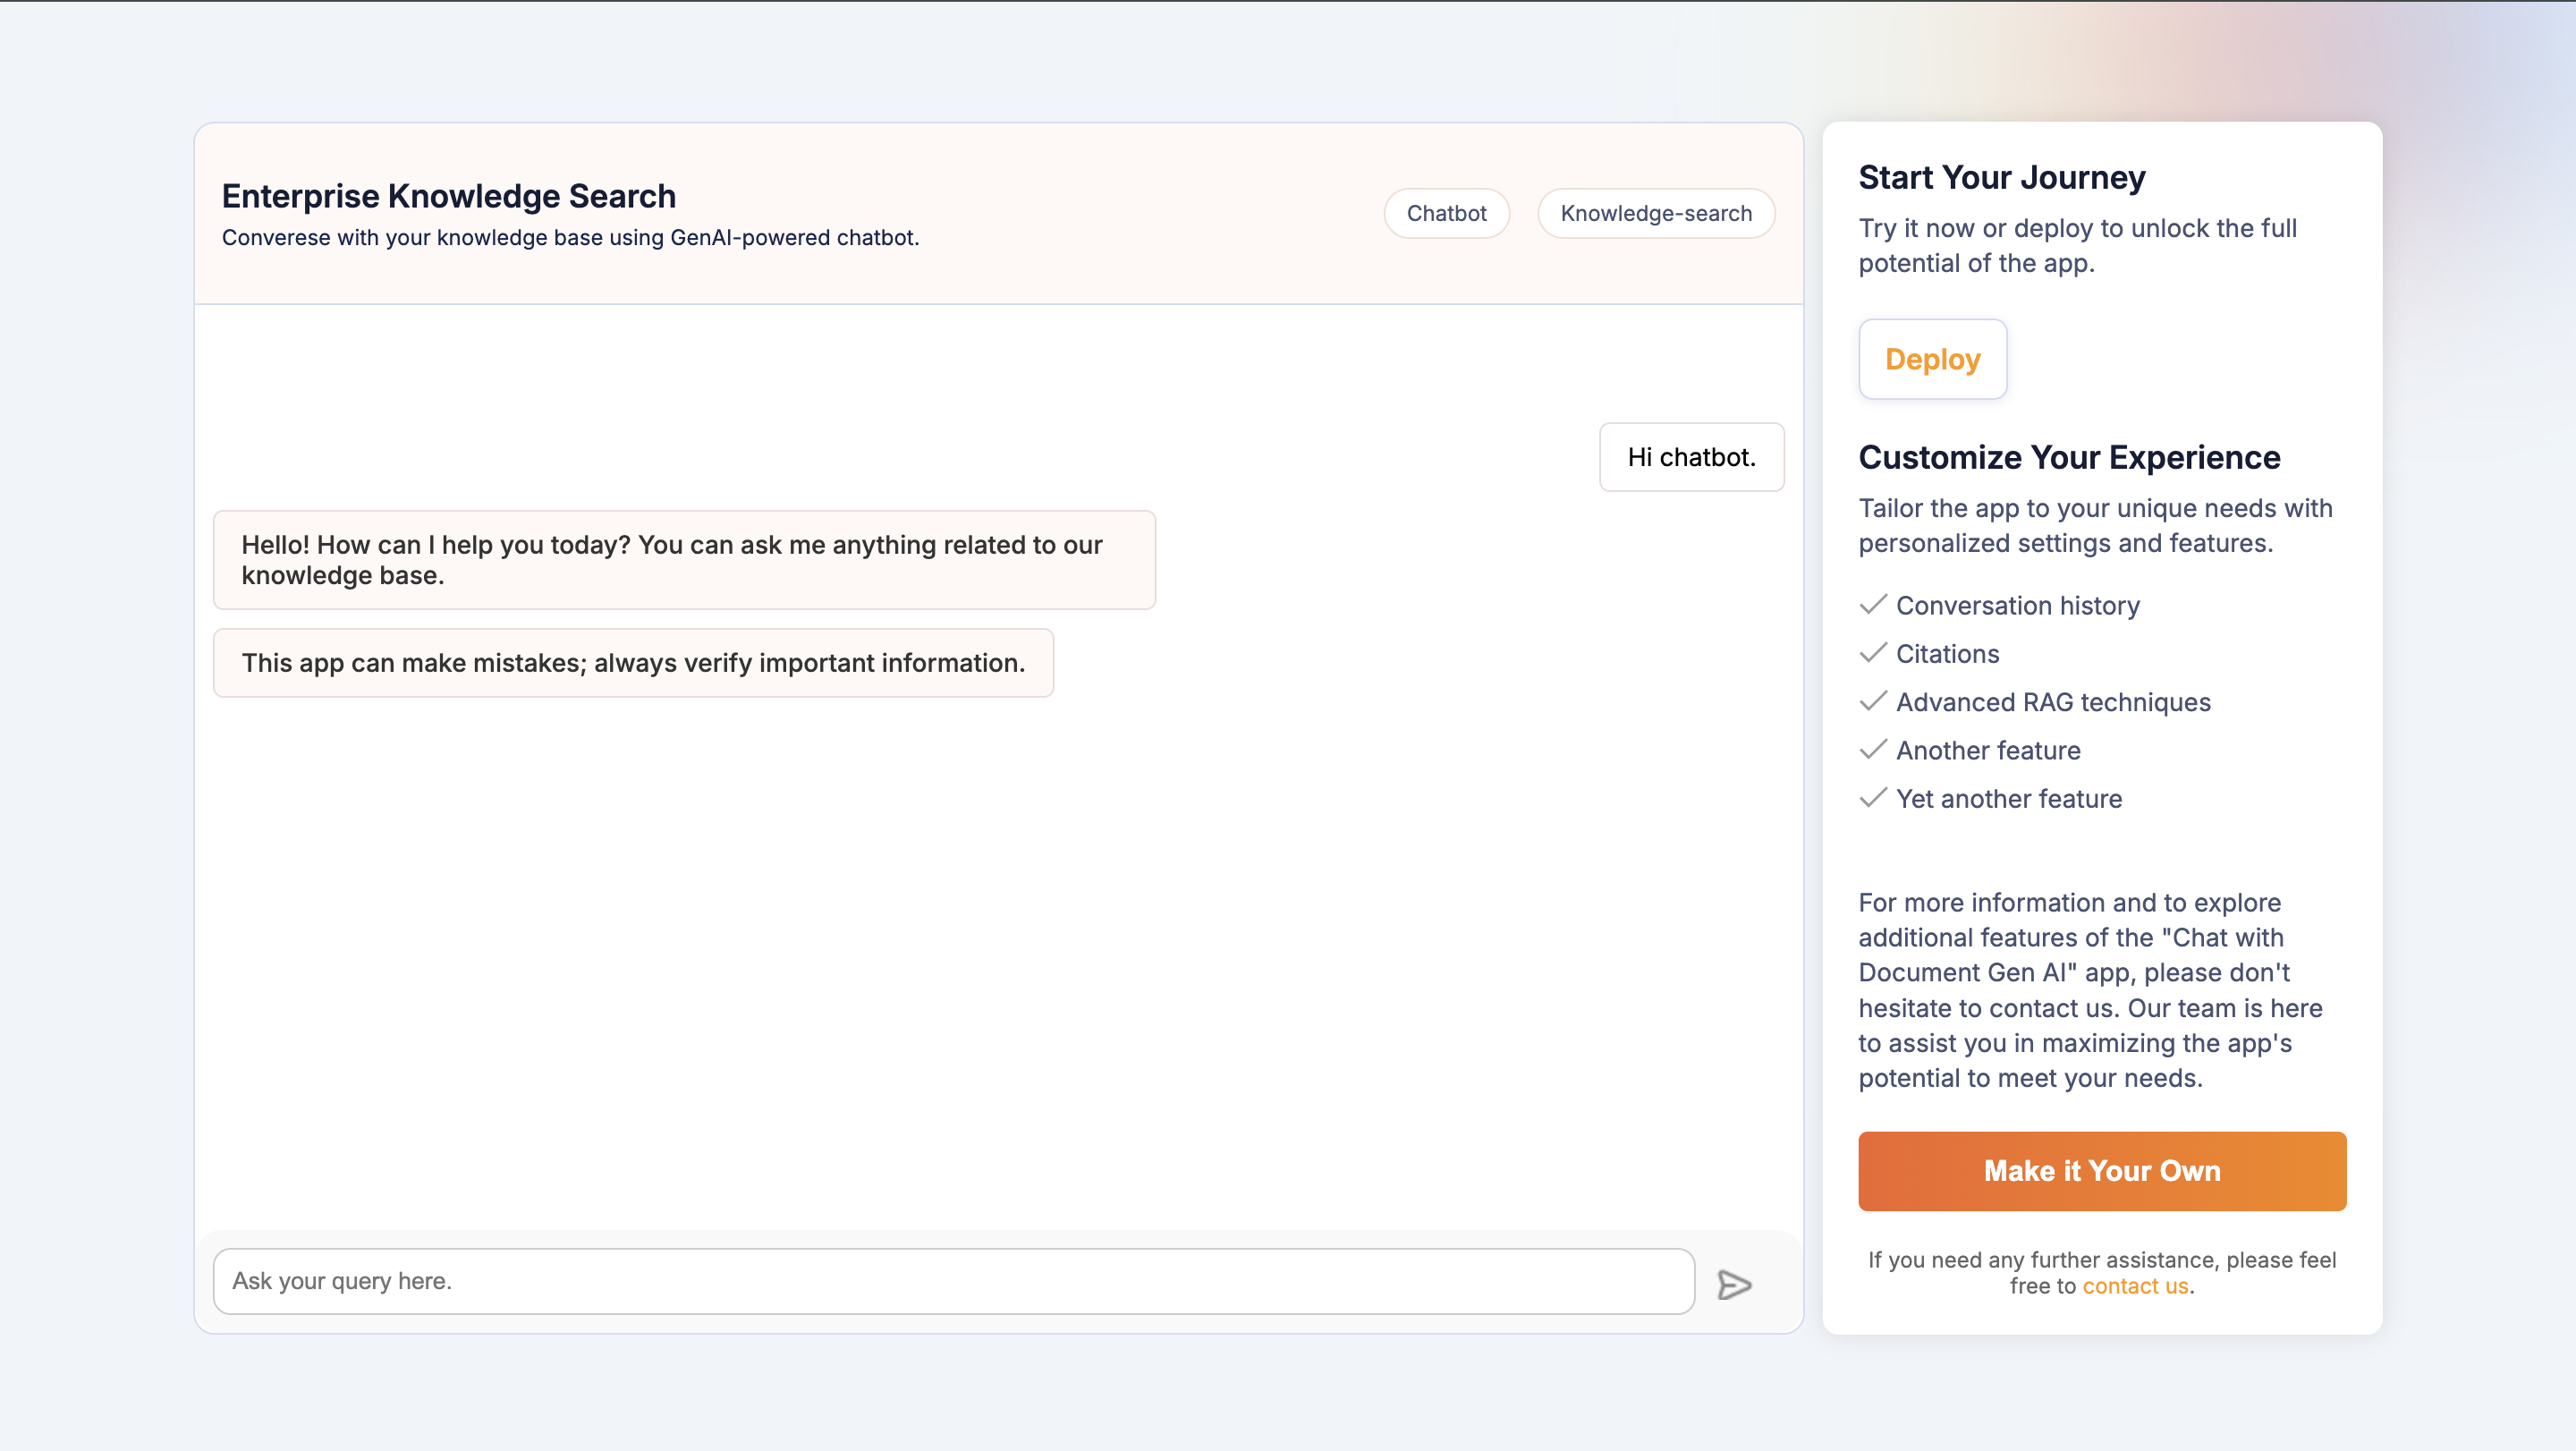 Enterprise Knowledge Search
Converese with your knowledge base using GenAI-powered chatbot.
Chatbot
Knowledge-search
Hi chatbot.
Hello! How can I help you today? You can ask me anything related to our
knowledge base.
This app can make mistakes; always verify important information.
Ask your query here.
Start Your Journey
Try it now or deploy to unlock the full
potential of the app.
Deploy
Customize Your Experience
Tailor the app to your unique needs with
personalized settings and features.
Conversation history
Citations
Advanced RAG techniques
Another feature
Yet another feature
For more information and to explore
additional features of the "Chat with
Document Gen AI" app, please don't
hesitate to contact us. Our team is here
to assist you in maximizing the app's
potential to meet your needs.
Make it Your Own
If you need any further assistance, please feel
free to contact us.